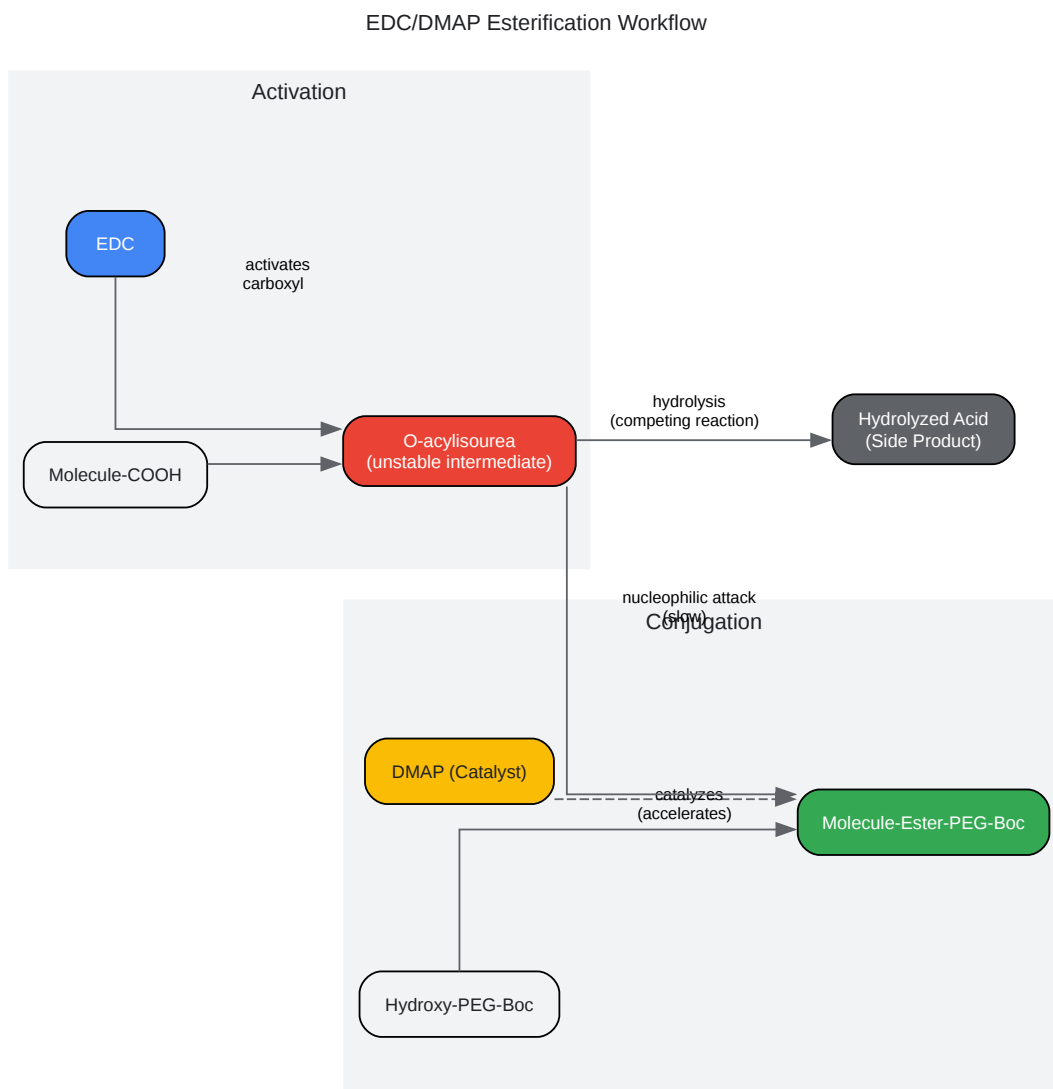 EDC/DMAP Esterification Workflow
Activation
EDC
activates
carboxyl
Molecule-COOH
O-acylisourea
(unstable intermediate)
hydrolysis
(competing reaction)
Hydrolyzed Acid
(Side Product)
nucleophilic attack
(slow)
Conjugation
DMAP (Catalyst)
catalyzes
(accelerates)
Molecule-Ester-PEG-Boc
Hydroxy-PEG-Boc